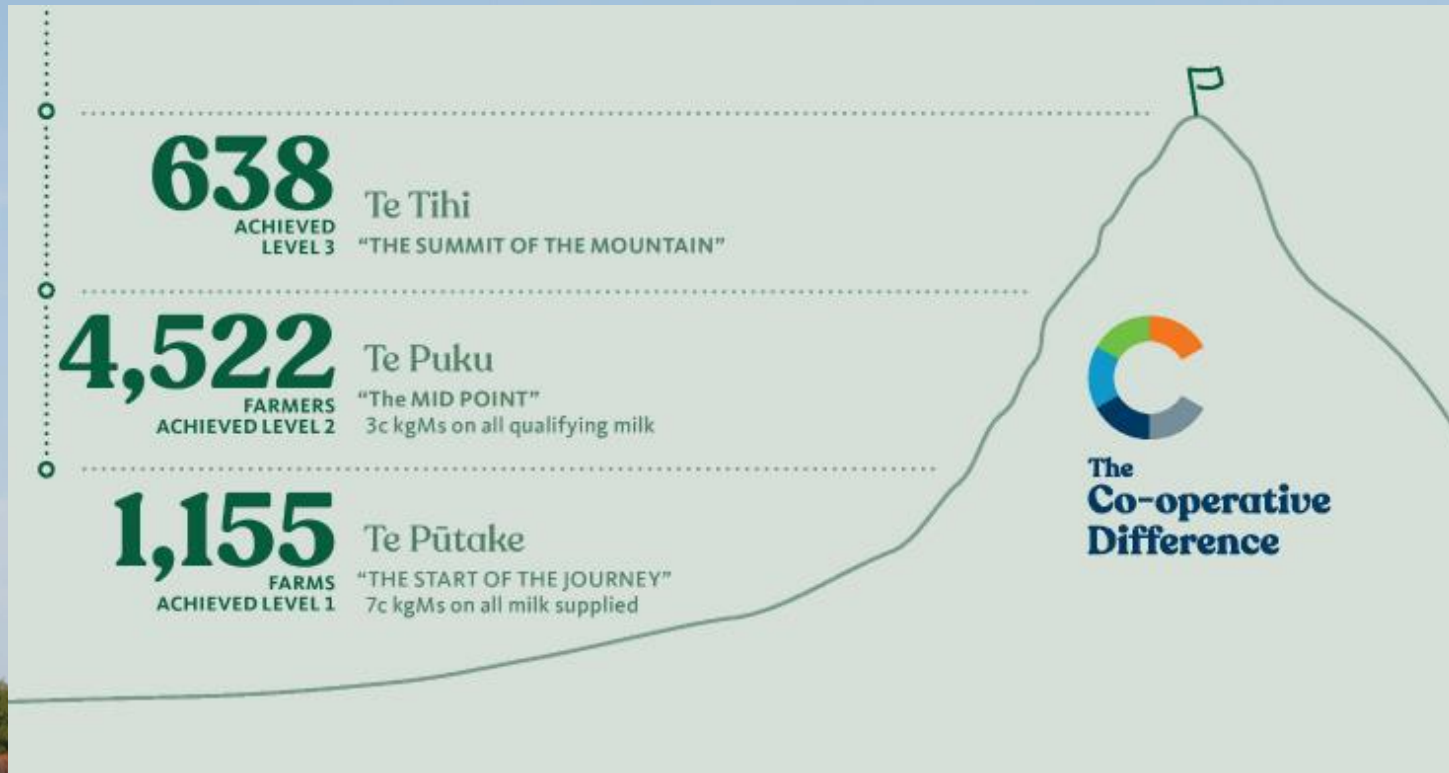 638
ACHIEVED
LEVEL 3
Te Tihi
“THE SUMMIT OF THE MOUNTAIN”
4,522
FARMERS
ACHIEVED LEVEL 2
Te Puku
“The MID POINT”
3c kgMs on all qualifying milk
1,155
FARMS
ACHIEVED LEVEL 1
Te Pūtake
“THE START OF THE JOURNEY”
7c kgMs on all milk supplied
The
Co-operative
Difference